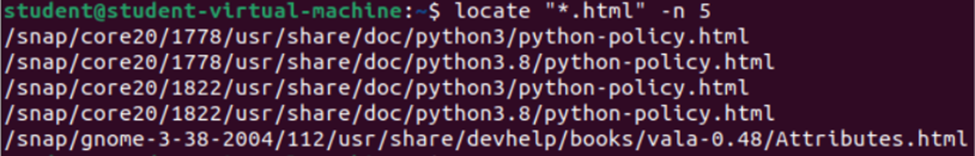 student@student-virtual-machine:~$ locate "*.html" -n 5
/snap/core20/1778/usr/share/doc/python3/python-policy.html
/snap/core20/1778/usr/share/doc/python3.8/python-policy.html
/snap/core20/1822/usr/share/doc/python3/python-policy.html
/snap/core20/1822/usr/share/doc/python3.8/python-policy.html
/snap/gnome-3-38-2004/112/usr/share/devhelp/books/vala-0.48/Attributes.html